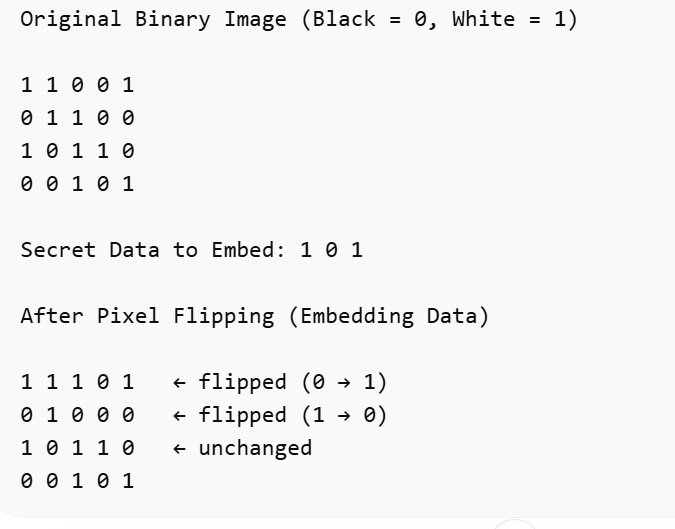 Original Binary Image (Black = 0, White = 1)
1 1 0 0 1
0 1 1 0 0
1 0 1 1 0
0 0 1 0 1
Secret Data to Embed: 1 0 1
After Pixel Flipping (Embedding Data)
1 1 1 0 1 ← flipped (0 → 1)
0 1 0 0 0 ← flipped (1 → 0)
1 0 1 1 0 ← unchanged
0 0 1 0 1